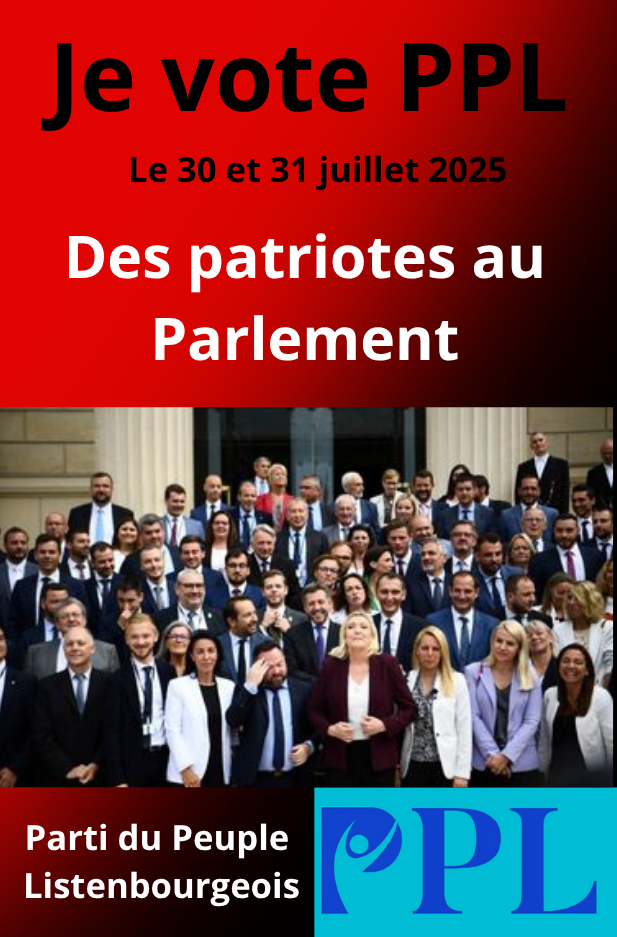 Je vote PPL
Le 30 et 31 juillet 2025
Des patriotes au
Parlement
Parti du Peuple
Listenbourgeois
PPL